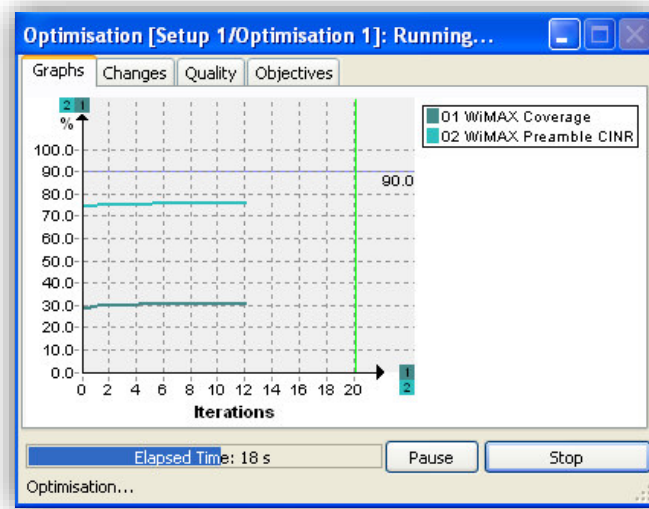 Optimisation [Setup 1/Optimisation 1]: Running...
Graphs Changes Quality Objectives
2 1
%
01 WiMAX Coverage
02 WiMAX Preamble CINR
100.0
90.0
90.0
80.0
70.0
60.0
50.0
40.0
30.0
20.0
10.0
0.0
0 2 4 6 8 10 12 14 16 18 20
1
2
Iterations
Elapsed Time: 18 s
Pause
Stop
Optimisation...